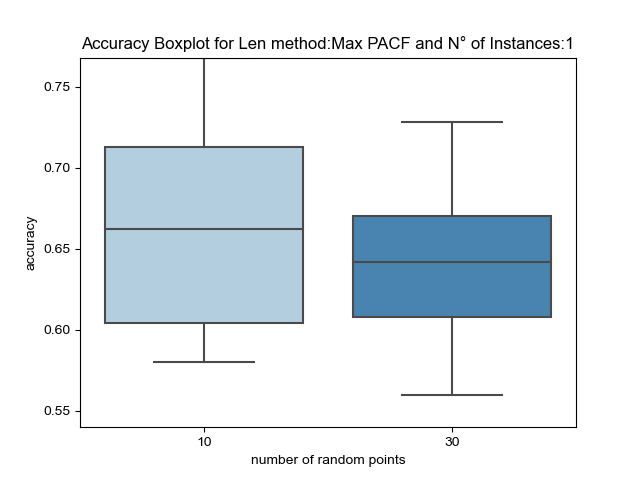 Accuracy Boxplot for Len method:Max PACF and N° of Instances:1
0.75
0.70
0.65
0.60
0.55
accuracy
10
30
number of random points